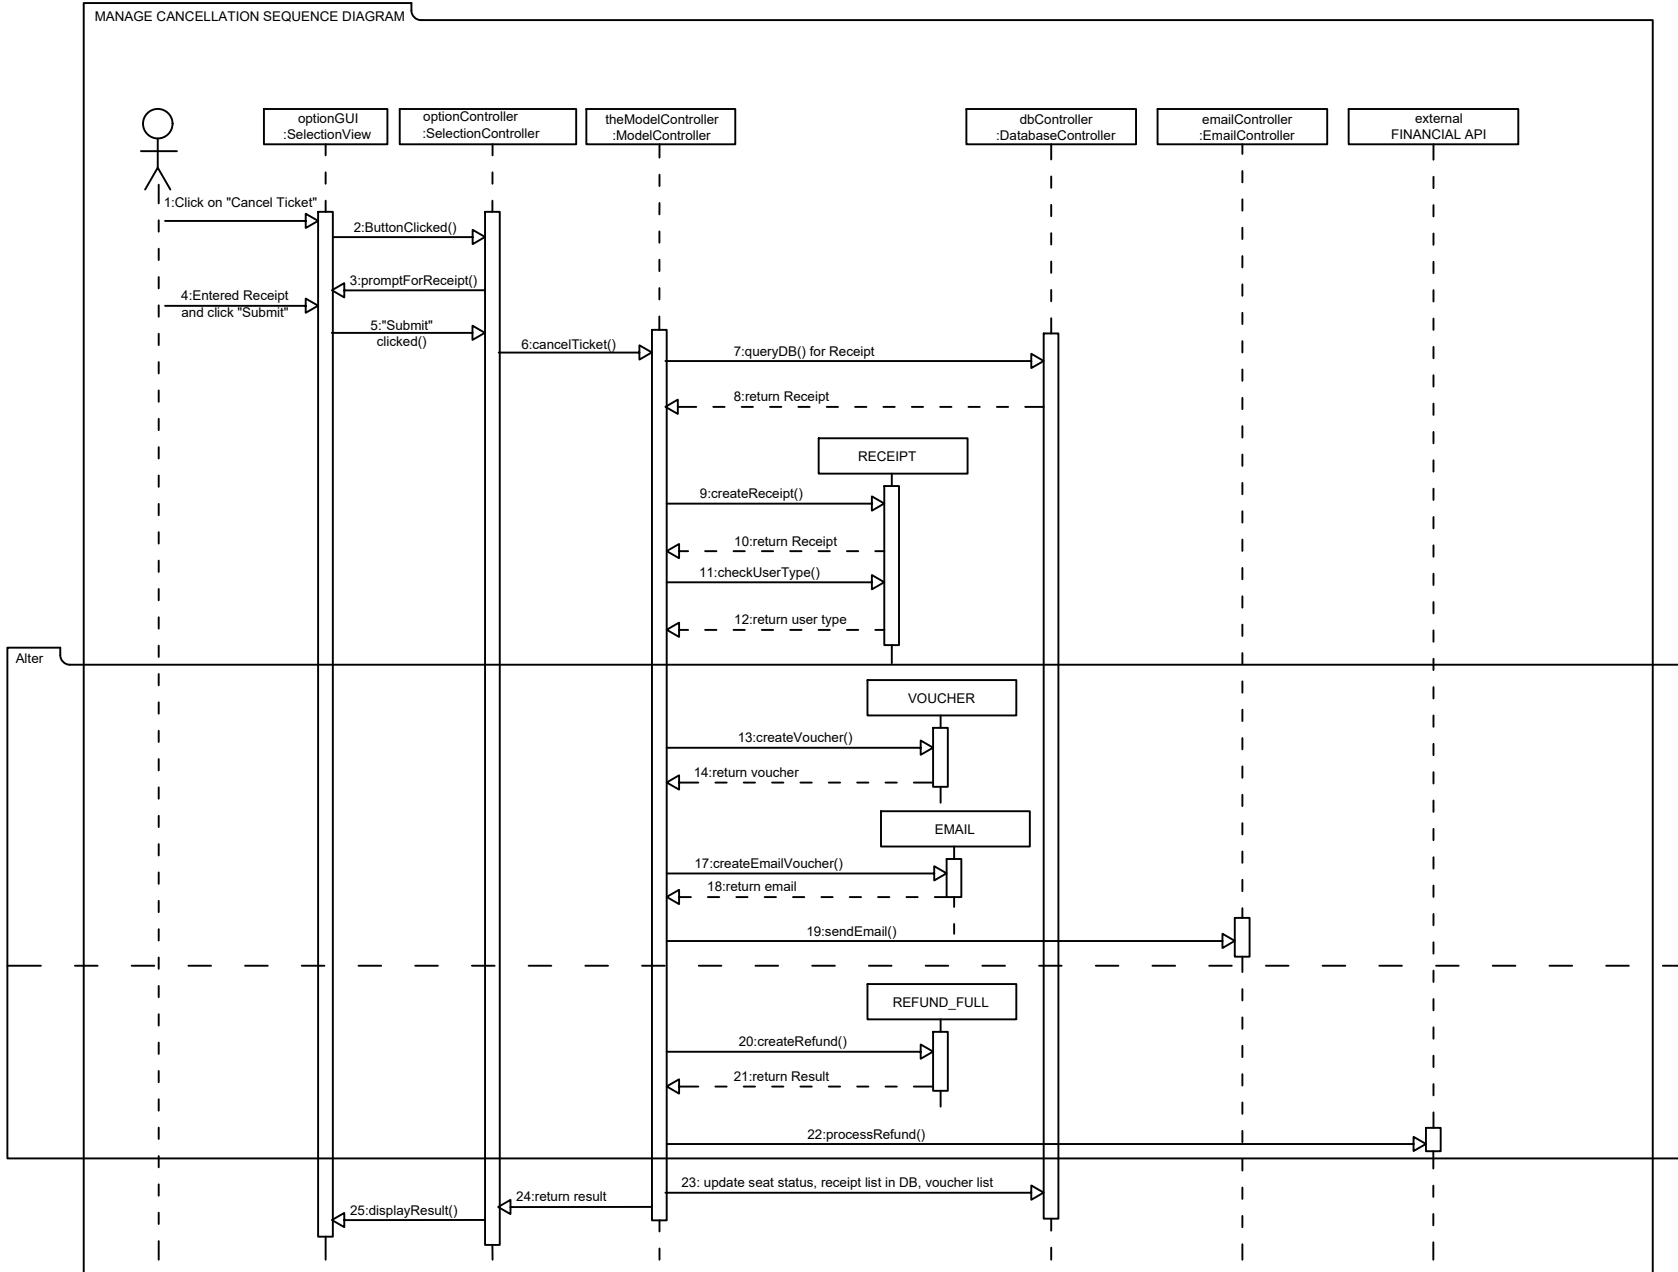 MANAGE CANCELLATION SEQUENCE DIAGRAM
optionGUI
:SelectionView
optionController
:SelectionController
theModelController
:ModelController
dbController
:DatabaseController
emailController
:EmailController
external
FINANCIAL API
1:Click on "Cancel Ticket"
2:ButtonClicked()
3:promptForReceipt()
4:Entered Receipt
and click "Submit"
5:"Submit"
clicked()
6:cancelTicket()
7:queryDB() for Receipt
8:return Receipt
RECEIPT
9:createReceipt()
10:return Receipt
11:checkUserType()
12:return user type
Alter
VOUCHER
13:createVoucher()
14:return voucher
EMAIL
17:createEmailVoucher()
18:return email
19:sendEmail()
REFUND_FULL
20:createRefund()
21:return Result
22:processRefund()
23: update seat status, receipt list in DB, voucher list
24:return result
25:displayResult()